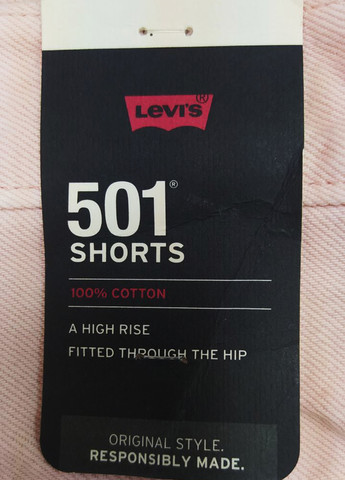 Levi's®
501®
SHORTS
100% COTTON
A HIGH RISE
FITTED THROUGH THE HIP
ORIGINAL STYLE.
RESPONSIBLY MADE.